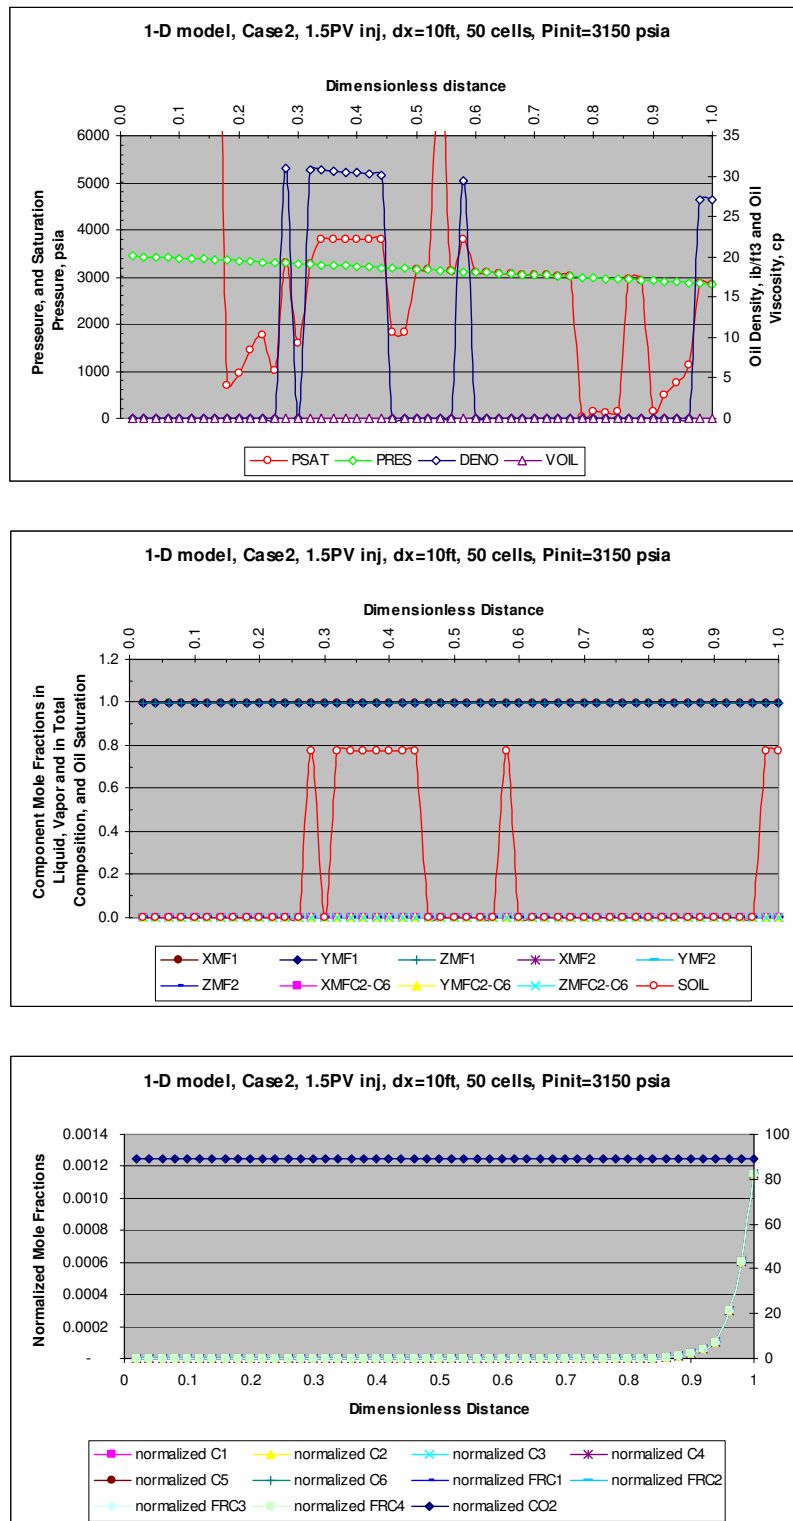 1-D model, Case2, 1.5PV inj, dx=10ft, 50 cells, Pinit=3150 psia
Dimensionless distance
0.0 0.1 0.2 0.3 0.4 0.5 0.6 0.7 0.8 0.9 1.0
6000
5000
4000
3000
2000
1000
0
Presseure, and Saturation
Pressure, psia
35
30
25
20
15
10
5
0
Oil Density, lb/ft3 and Oil
Viscosity, cp
PSAT PRES DENO VOIL
1-D model, Case2, 1.5PV inj, dx=10ft, 50 cells, Pinit=3150 psia
Dimensionless Distance
0.0 0.1 0.2 0.3 0.4 0.5 0.6 0.7 0.8 0.9 1.0
1.2
1.0
0.8
0.6
0.4
0.2
0.0
Component Mole Fractions in
Liquid, Vapor and in Total
Composition, and Oil Saturation
XMF1 YMF1 ZMF1 XMF2 YMF2
ZMF2 XMFC2-C6 YMFC2-C6 ZMFC2-C6 SOIL
1-D model, Case2, 1.5PV inj, dx=10ft, 50 cells, Pinit=3150 psia
0.0014
0.0012
0.0010
0.0008
0.0006
0.0004
0.0002
-
Normalized Mole Fractions
100
80
60
40
20
0
0 0.1 0.2 0.3 0.4 0.5 0.6 0.7 0.8 0.9 1
Dimensionless Distance
normalized C1 normalized C2 normalized C3 normalized C4
normalized C5 normalized C6 normalized FRC1 normalized FRC2
normalized FRC3 normalized FRC4 normalized CO2